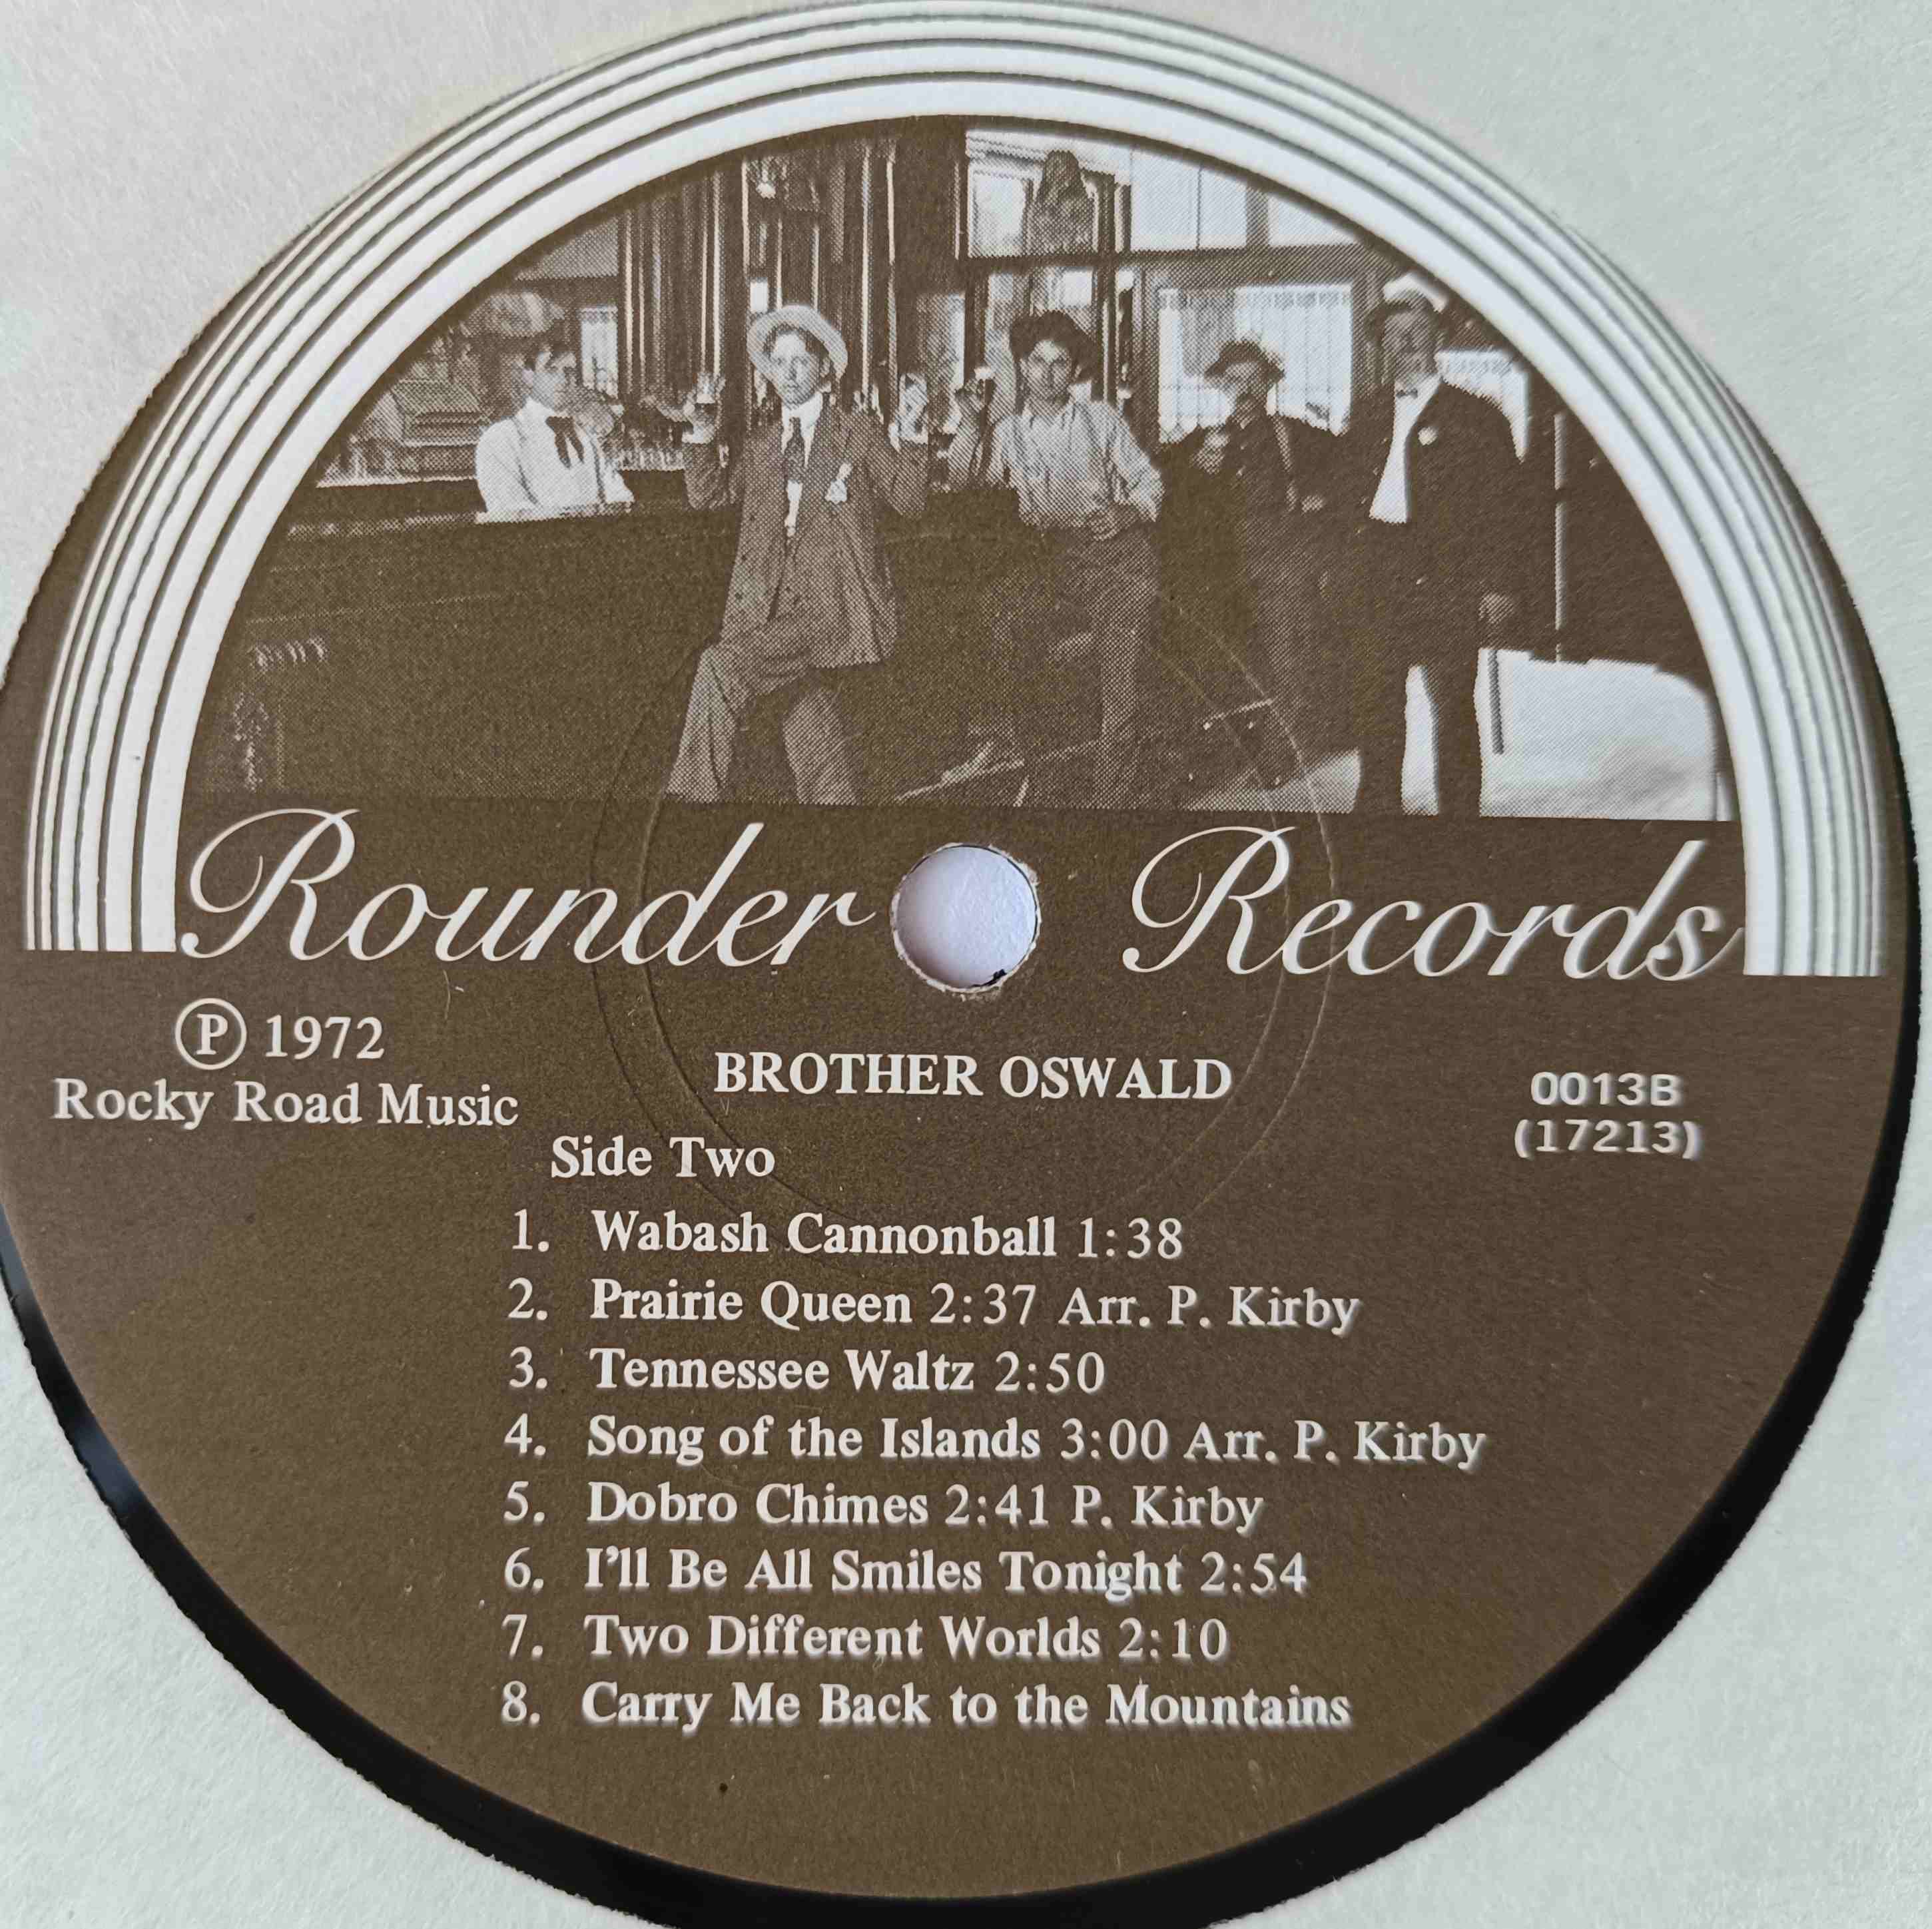 Rounder Records
Ⓟ 1972
Rocky Road Music
BROTHER OSWALD
0013B
(17213)
Side Two
1. Wabash Cannonball 1:38
2. Prairie Queen 2:37 Arr. P. Kirby
3. Tennessee Waltz 2:50
4. Song of the Islands 3:00 Arr. P. Kirby
5. Dobro Chimes 2:41 P. Kirby
6. I'll Be All Smiles Tonight 2:54
7. Two Different Worlds 2:10
8. Carry Me Back to the Mountains